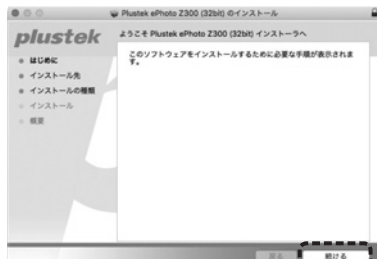 Plustek ePhoto Z300 (32bit) のインストール
plustek
ようこそ Plustek ePhoto Z300 (32bit) インストーラへ
このソフトウェアをインストールするために必要な手順が表示されま
す。
はじめに
インストール先
インストールの種類
インストール
概要
戻る
続ける